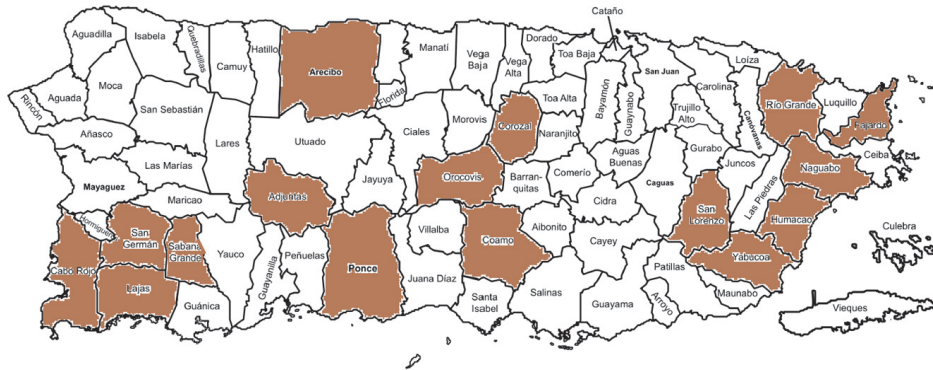 Cataño
Aguadilla
Isabela
Quebradillas
Camuy
Hatillo
Arecibo
Manatí
Vega
Baja
Vega
Alta
Dorado
Toa Baja
San Juan
Loíza
Carolina
Río Grande
Luquillo
Fajardo
Rincón
Aguada
Moca
San Sebastián
Florida
Ciales
Morovis
Corozal
Toa Alta
Naranjito
Bayamón
Guaynabo
Trujillo
Alto
Canóvanas
Ceiba
Añasco
Las Marías
Lares
Utuado
Jayuya
Orocovis
Barran-
quitas
Comerío
Aguas
Buenas
Caguas
Gurabo
Juncos
Las Piedras
Naguabo
Mayaguez
Maricao
Adjuntas
Villalba
Coamo
Aibonito
Cidra
Cayey
San
Lorenzo
Humacao
Yabucoa
Culebra
Hormigueros
San
Germán
Sabana
Grande
Yauco
Guayanilla
Peñuelas
Ponce
Juana Díaz
Cabo Rojo
Lajas
Guánica
Santa
Isabel
Salinas
Guayama
Arroyo
Patillas
Maunabo
Vieques